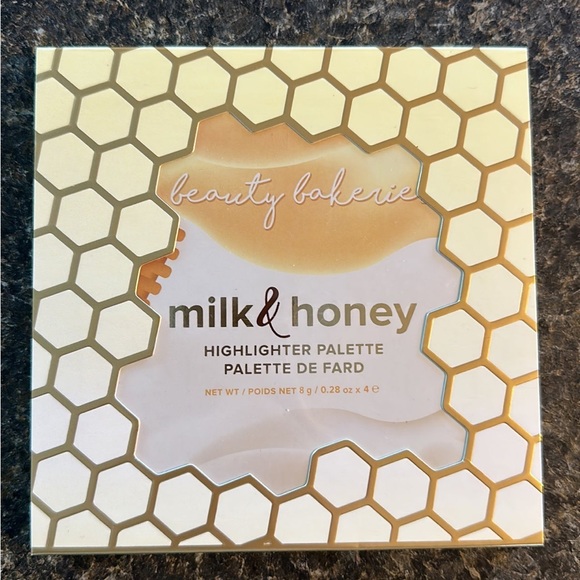 beauty bakerie
milk & honey
HIGHLIGHTER PALETTE
PALETTE DE FARD
NET WT / POIDS NET 8 g / 0.28 oz x 4 e